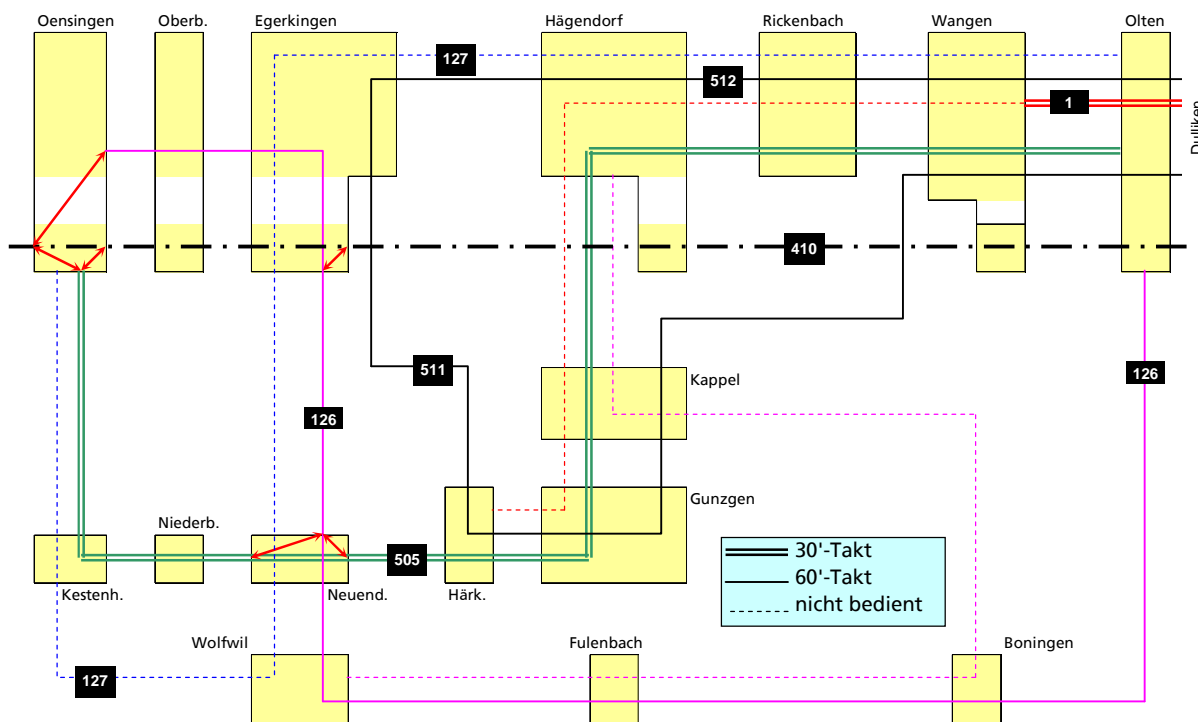 Oensingen
Oberb.
Egerkingen
Hägendorf
Rickenbach
Wangen
Olten
127
512
1
Dulliken
410
511
Kappel
126
126
Gunzgen
Niederb.
505
30'-Takt
60'-Takt
nicht bedient
Kestenh.
Neuend.
Härk.
Wolfwil
Fulenbach
Boningen
127